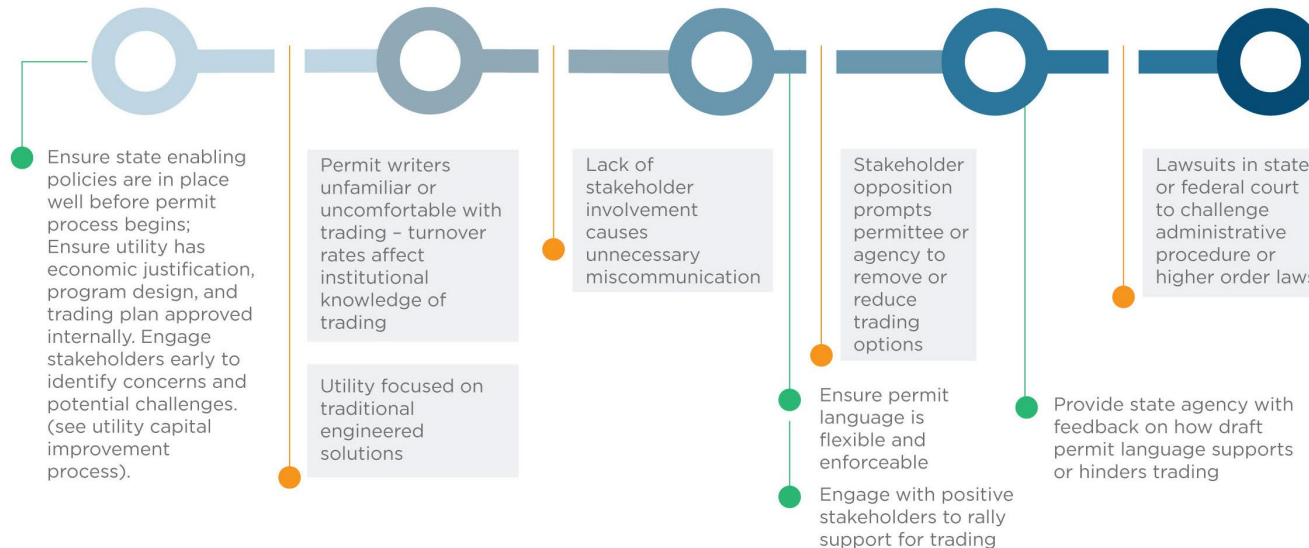 Ensure state enabling
policies are in place
well before permit
process begins;
Ensure utility has
economic justification,
program design, and
trading plan approved
internally. Engage
stakeholders early to
identify concerns and
potential challenges.
(see utility capital
improvement
process).
Permit writers
unfamiliar or
uncomfortable with
trading – turnover
rates affect
institutional
knowledge of
trading
Utility focused on
traditional
engineered
solutions
Lack of
stakeholder
involvement
causes
unnecessary
miscommunication
Stakeholder
opposition
prompts
permittee or
agency to
remove or
reduce
trading
options
Ensure permit
language is
flexible and
enforceable
Engage with positive
stakeholders to rally
support for trading
Provide state agency with
feedback on how draft
permit language supports
or hinders trading
Lawsuits in state
or federal court
to challenge
administrative
procedure or
higher order laws